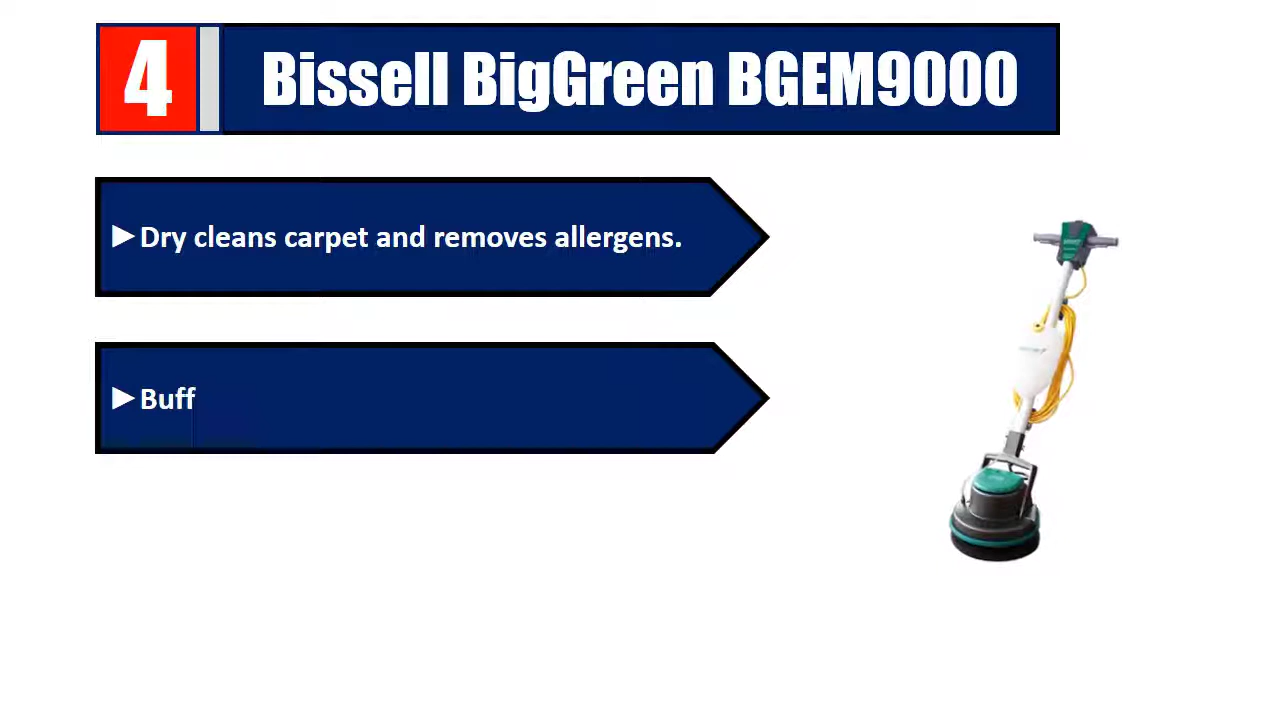 4
Bissell BigGreen BGEM9000
►Dry cleans carpet and removes allergens.
►Buff